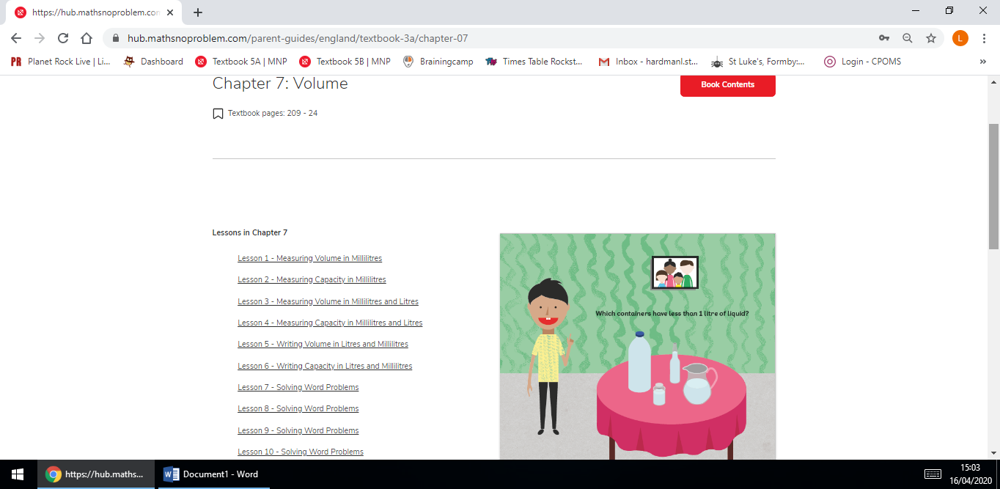 https://hub.mathsnoproblem.con
hub.mathsnoproblem.com/parent-guides/england/textbook-3a/chapter-07
L
PR Planet Rock Live | Li...
Dashboard
Textbook 5A | MNP
Textbook 5B | MNP
Brainingcamp
Times Table Rockst...
Inbox - hardmanl.st...
St Luke's, Formby:...
Login - CPOMS
»
Chapter 7: Volume
Book Contents
Textbook pages: 209 - 24
Lessons in Chapter 7
Lesson 1 - Measuring Volume in Millilitres
Lesson 2 - Measuring Capacity in Millilitres
Lesson 3 - Measuring Volume in Millilitres and Litres
Lesson 4 - Measuring Capacity in Millilitres and Litres
Lesson 5 - Writing Volume in Litres and Millilitres
Lesson 6 - Writing Capacity in Litres and Millilitres
Lesson 7 - Solving Word Problems
Lesson 8 - Solving Word Problems
Lesson 9 - Solving Word Problems
Lesson 10 - Solving Word Problems
Which containers have less than 1 litre of liquid?
https://hub.maths...
Document1 - Word
15:03
16/04/2020